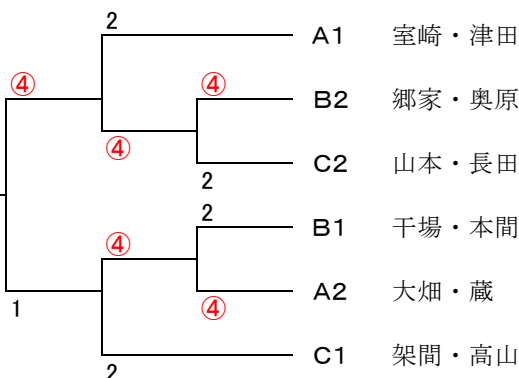 2
A1 室崎・津田
④ ④
B2 郷家・奥原
④
C2 山本・長田
2
2
B1 干場・本間
④
A2 大畑・蔵
1 ④
C1 架間・高山
2